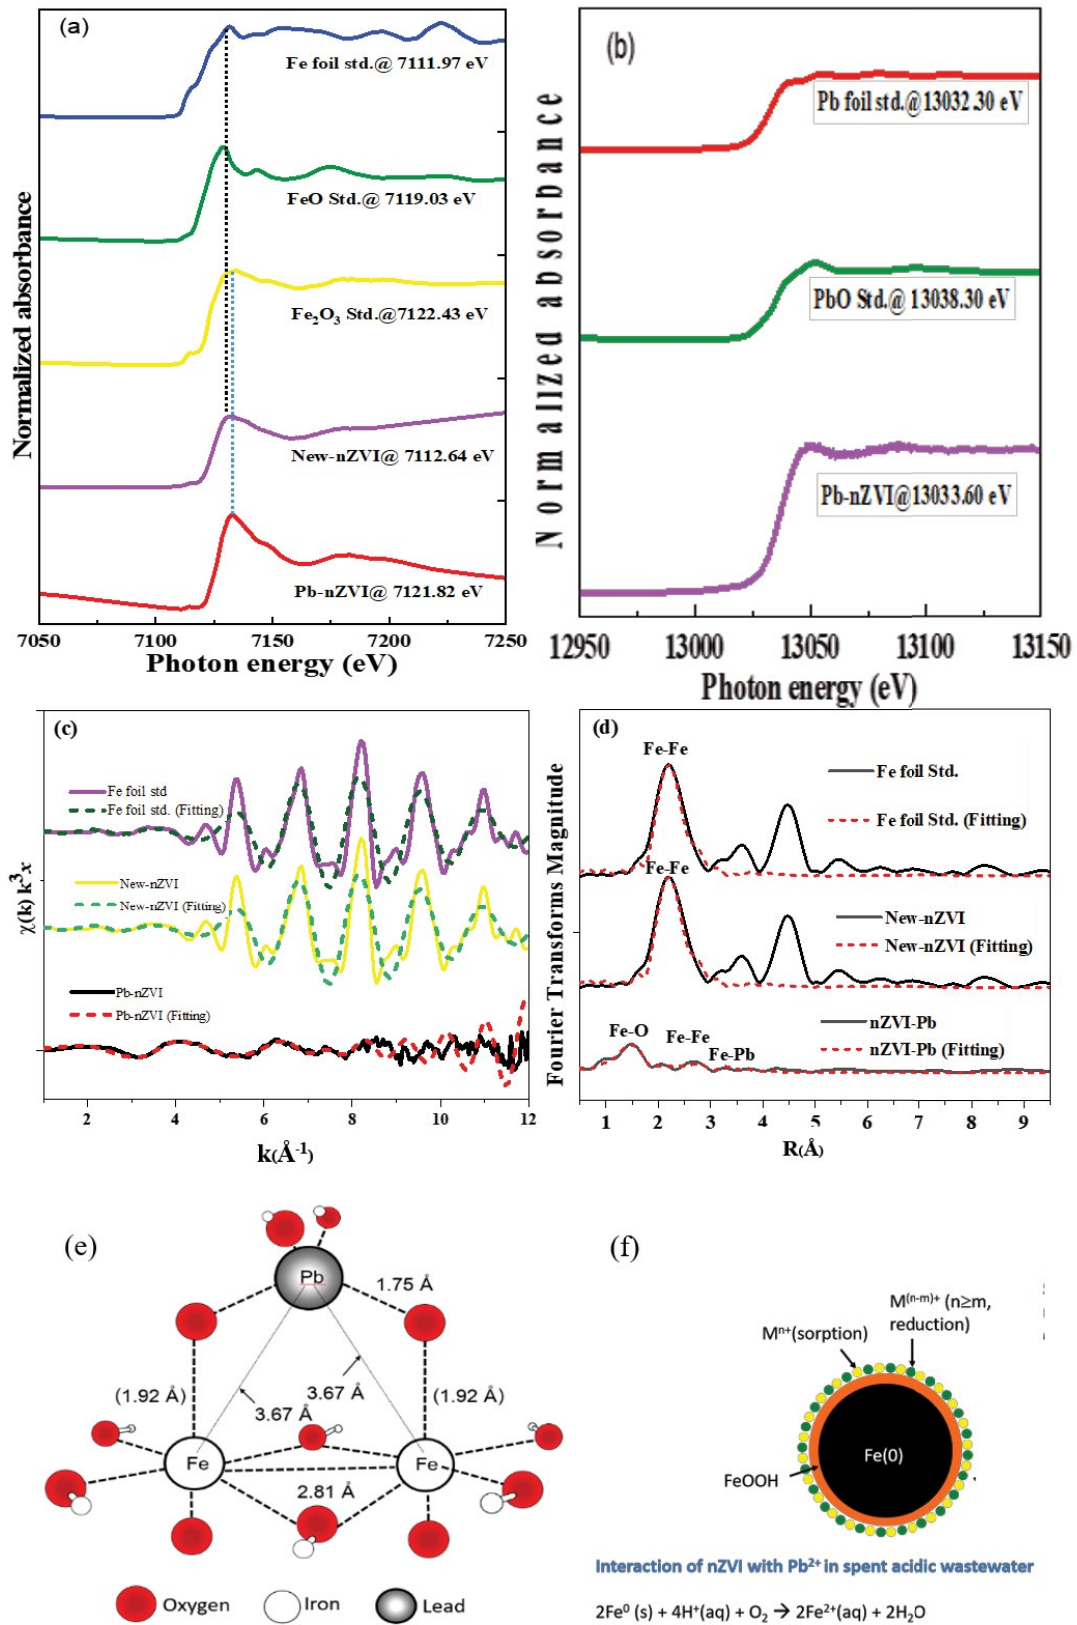 (a)
Fe foil std.@ 7111.97 eV
FeO Std.@ 7119.03 eV
Fe₂O₃ Std.@7122.43 eV
New-nZVI@ 7112.64 eV
Pb-nZVI@ 7121.82 eV
Normalized absorbance
7050 7100 7150 7200 7250
Photon energy (eV)
(b)
Pb foil std.@13032.30 eV
PbO Std.@ 13038.30 eV
Pb-nZVI@13033.60 eV
Normalized absorbance
12950 13000 13050 13100 13150
Photon energy (eV)
(c)
Fe foil std
Fe foil std. (Fitting)
New-nZVI
New-nZVI (Fitting)
Pb-nZVI
Pb-nZVI (Fitting)
χ(k) k³.x
2 4 6 8 10 12
k(Å⁻¹)
(d)
Fe-Fe
Fe foil Std.
Fe foil Std. (Fitting)
Fe-Fe
New-nZVI
New-nZVI (Fitting)
Fe-O
Fe-Fe
Fe-Pb
nZVI-Pb
nZVI-Pb (Fitting)
Fourier Transforms Magnitude
1 2 3 4 5 6 7 8 9
R(Å)
(e)
Pb
1.75 Å
(1.92 Å)
3.67 Å
3.67 Å
(1.92 Å)
Fe
Fe
2.81 Å
Oxygen
Iron
Lead
(f)
M⁽ⁿ⁻ᵐ⁾⁺ (n≥m,
reduction)
Mⁿ⁺(sorption)
Fe(0)
FeOOH
Interaction of nZVI with Pb²⁺ in spent acidic wastewater
2Fe⁰ (s) + 4H⁺(aq) + O₂ → 2Fe²⁺(aq) + 2H₂O